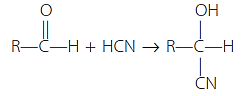 O OH
R—C—H + HCN → R—C—H
CN